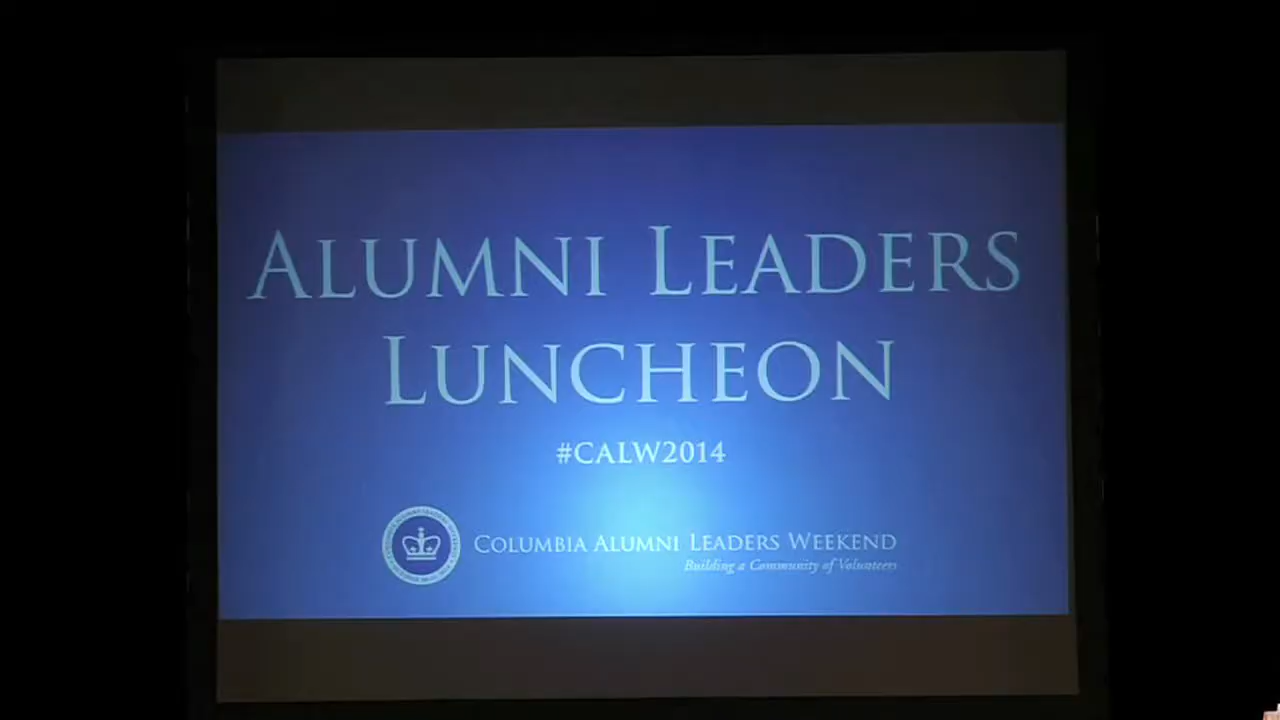 ALUMNI LEADERS
LUNCHEON
#CALW2014
COLUMBIA ALUMNI LEADERS WEEKEND
Building a Community of Volunteers